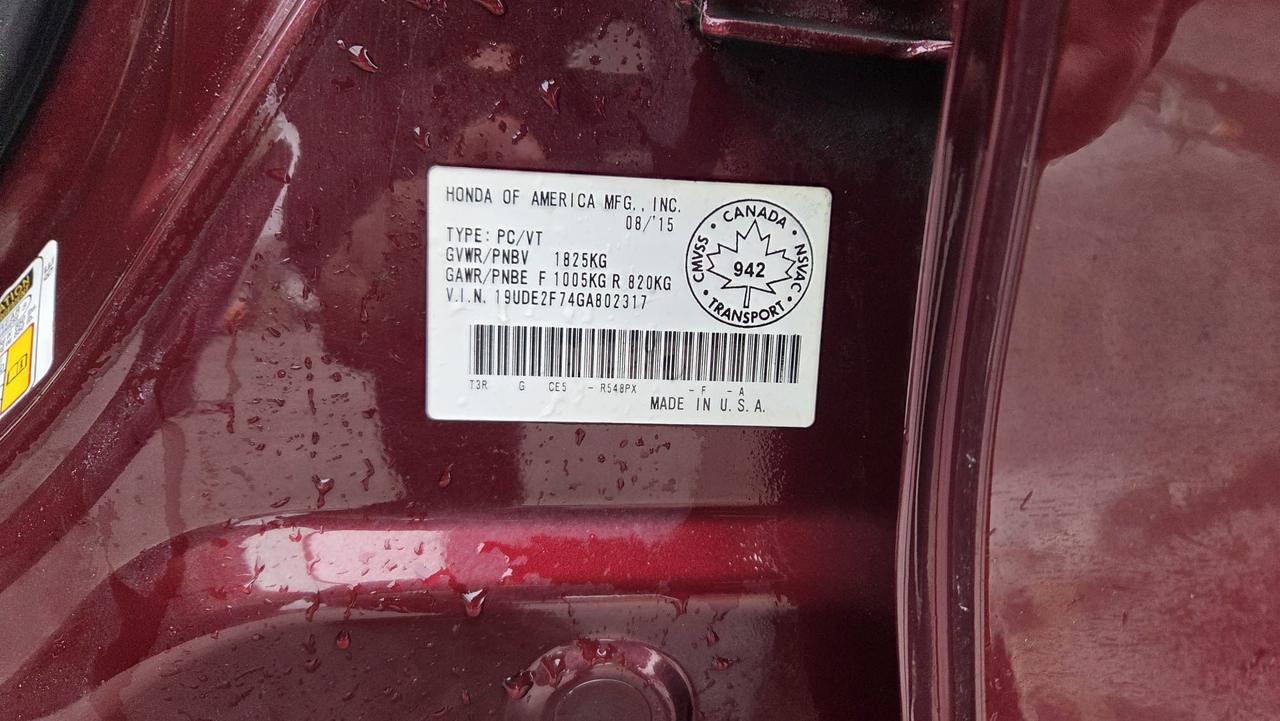 HONDA OF AMERICA MFG., INC.
08/'15
TYPE: PC/VT
GVWR/PNBV 1825KG
GAWR/PNBE F 1005KG R 820KG
V.I.N. 19UDE2F74GA802317
CANADA
CMVSS
NSVAC
942
TRANSPORT
T3R G CE5 - R548PX - F - A
MADE IN U.S.A.